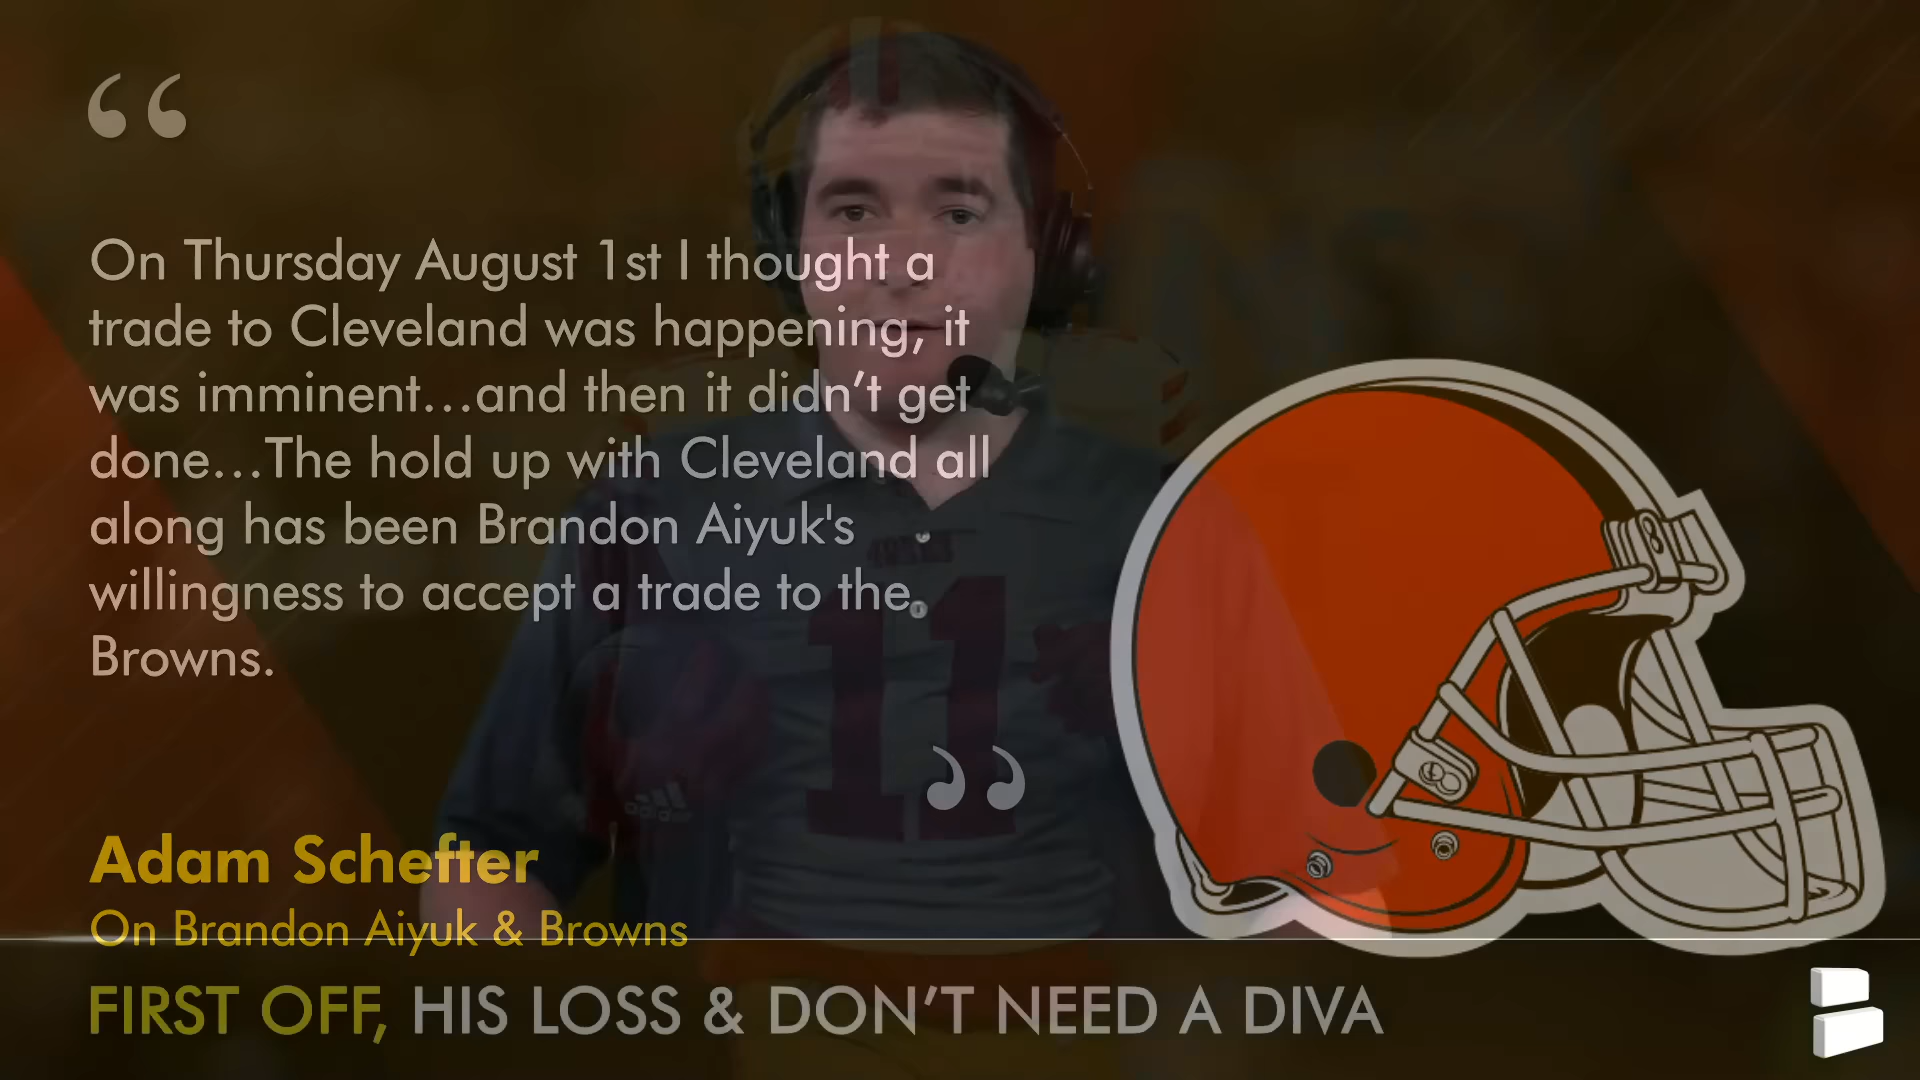 “
On Thursday August 1st I thought a
trade to Cleveland was happening, it
was imminent...and then it didn’t get
done...The hold up with Cleveland all
along has been Brandon Aiyuk's
willingness to accept a trade to the
Browns.
”
11
adidas
Adam Schefter
On Brandon Aiyuk & Browns
FIRST OFF, HIS LOSS & DON’T NEED A DIVA